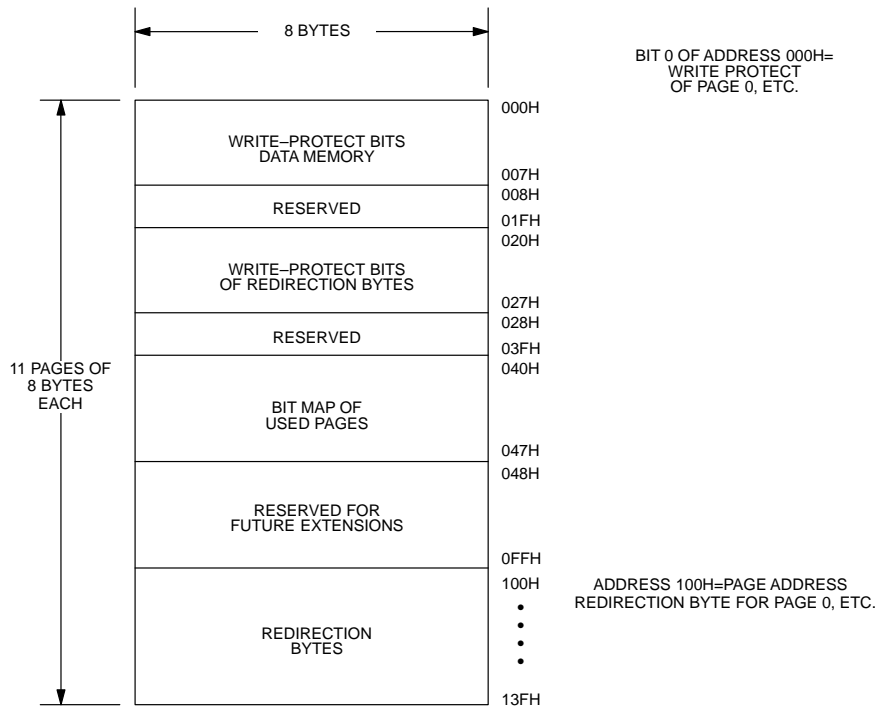 8 BYTES
BIT 0 OF ADDRESS 000H=
WRITE PROTECT
OF PAGE 0, ETC.
000H
WRITE–PROTECT BITS
DATA MEMORY
007H
008H
RESERVED
01FH
020H
WRITE–PROTECT BITS
OF REDIRECTION BYTES
027H
028H
RESERVED
03FH
11 PAGES OF
8 BYTES
EACH
040H
BIT MAP OF
USED PAGES
047H
048H
RESERVED FOR
FUTURE EXTENSIONS
0FFH
100H
ADDRESS 100H=PAGE ADDRESS
REDIRECTION BYTE FOR PAGE 0, ETC.
REDIRECTION
BYTES
13FH